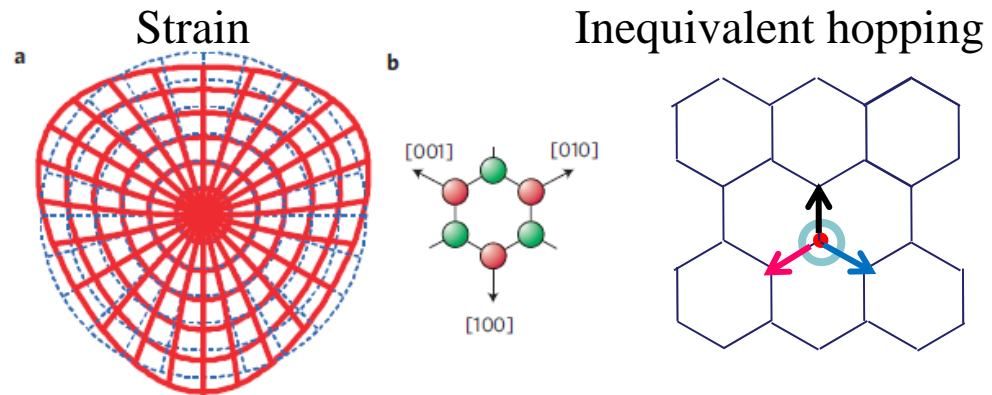 Strain
Inequivalent hopping
a
b
[001]
[010]
[100]